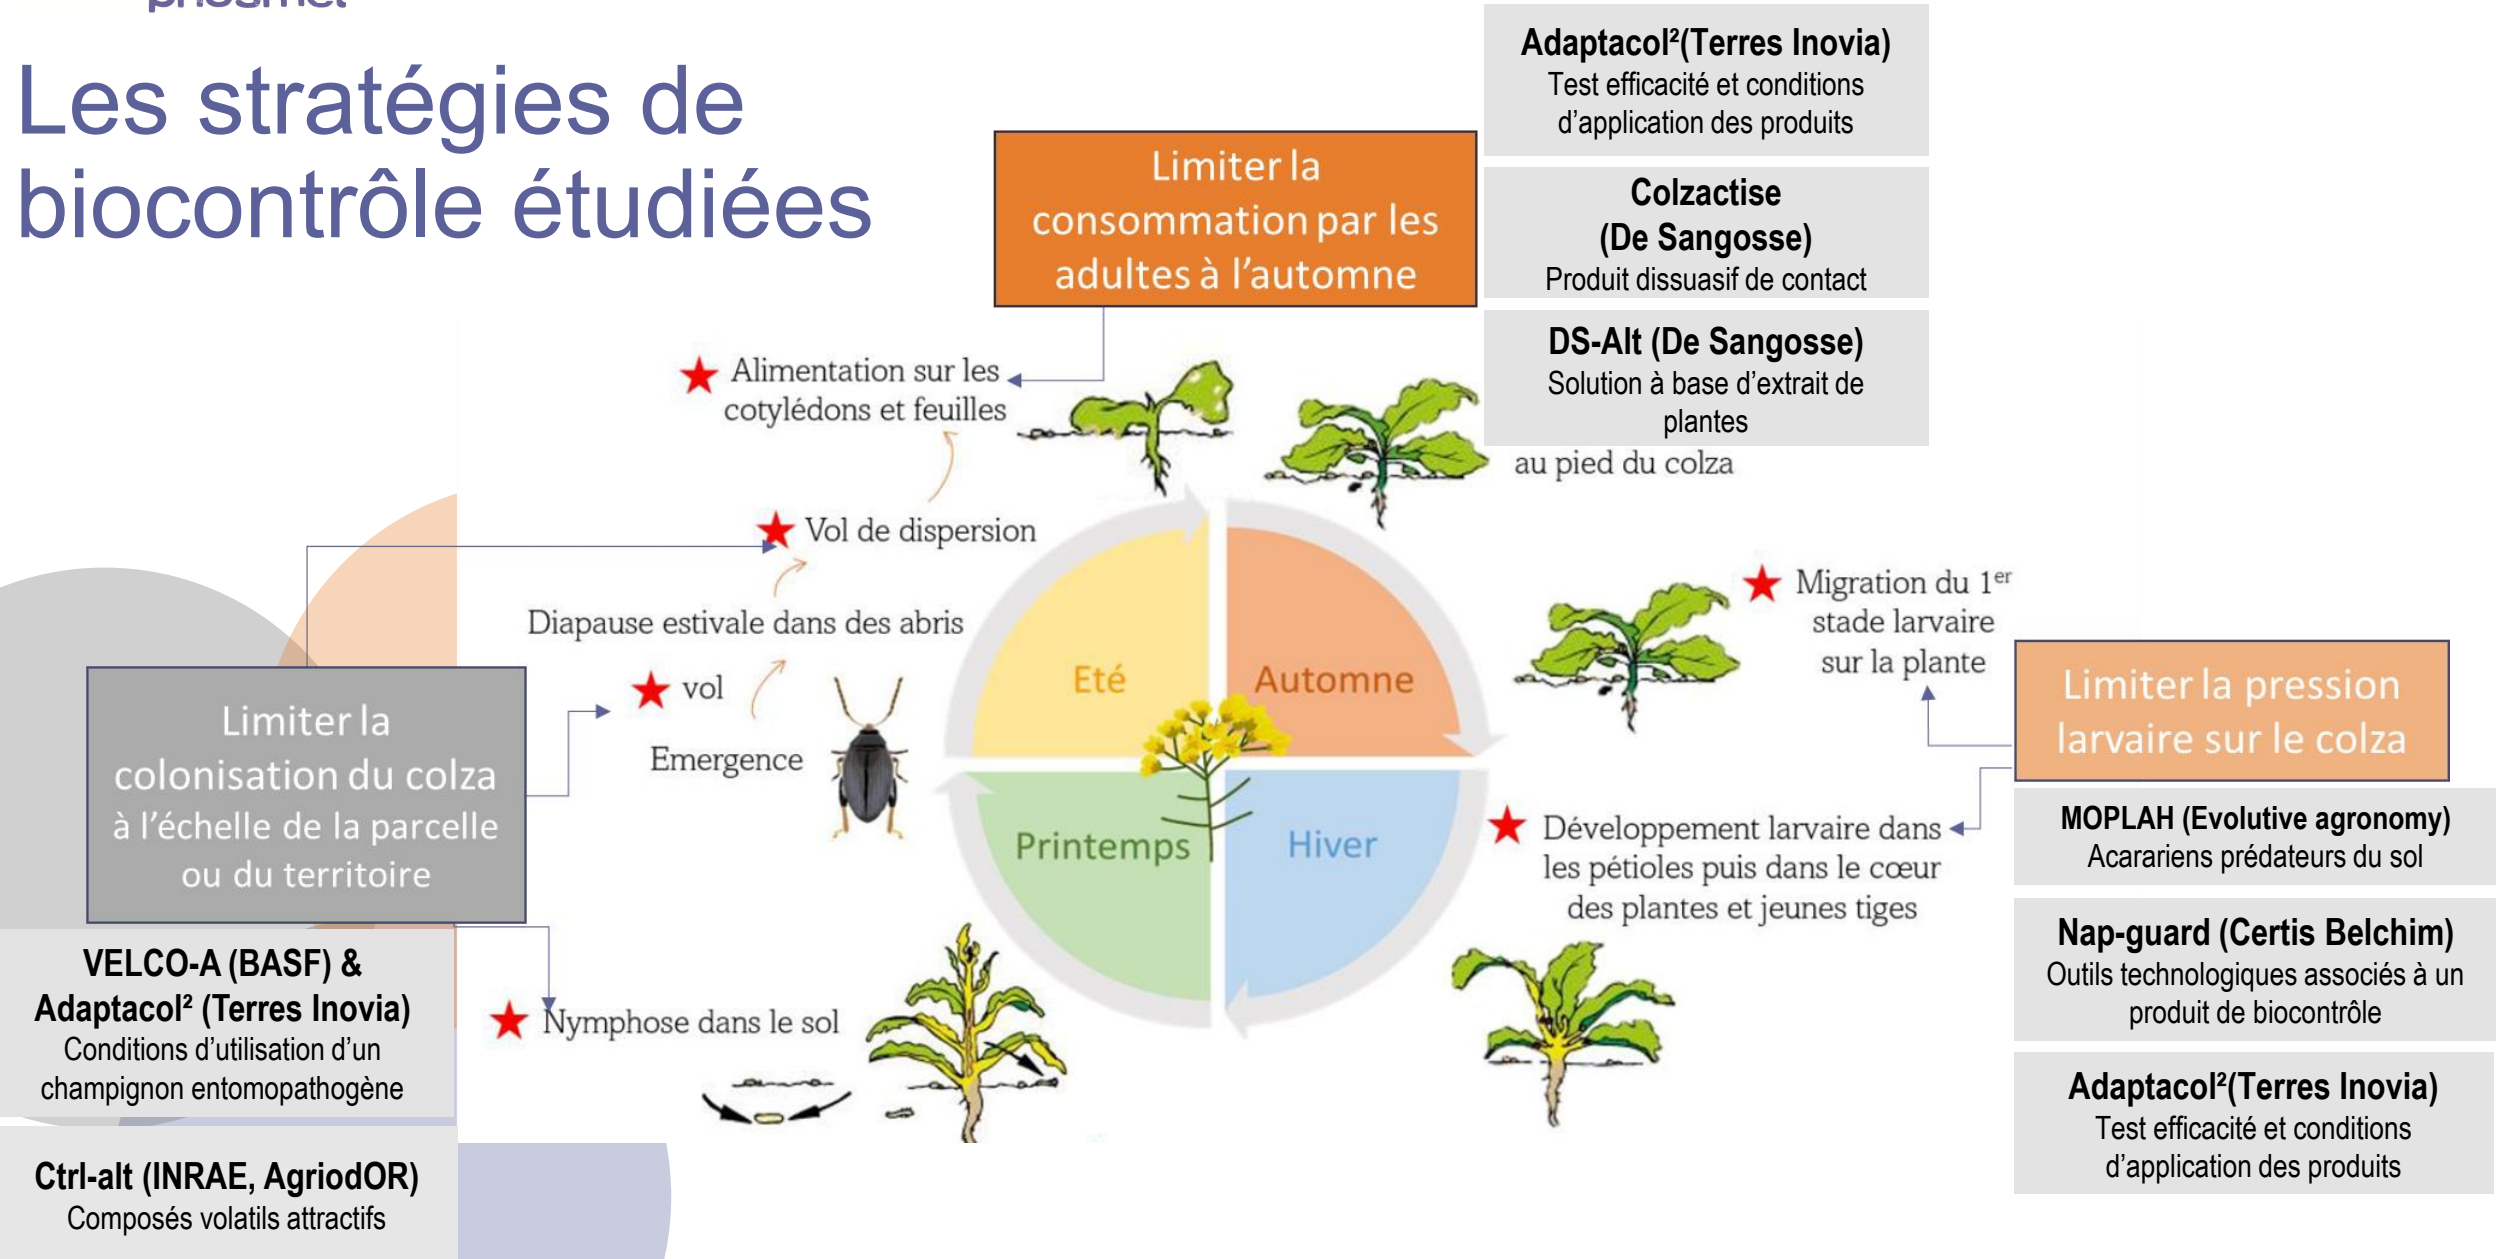 Les stratégies de
biocontrôle étudiées
Adaptacol²(Terres Inovia)
Test efficacité et conditions
d’application des produits
Limiter la
consommation par les
adultes à l’automne
Colzactise
(De Sangosse)
Produit dissuasif de contact
DS-Alt (De Sangosse)
Solution à base d’extrait de
plantes
au pied du colza
Alimentation sur les
cotylédons et feuilles
Vol de dispersion
Diapause estivale dans des abris
vol
Emergence
Eté
Automne
Printemps
Hiver
Migration du 1er
stade larvaire
sur la plante
Limiter la pression
larvaire sur le colza
Développement larvaire dans
les pétioles puis dans le cœur
des plantes et jeunes tiges
MOPLAH (Evolutive agronomy)
Acarariens prédateurs du sol
Nap-guard (Certis Belchim)
Outils technologiques associés à un
produit de biocontrôle
Adaptacol²(Terres Inovia)
Test efficacité et conditions
d’application des produits
Limiter la
colonisation du colza
à l’échelle de la parcelle
ou du territoire
Nymphose dans le sol
VELCO-A (BASF) &
Adaptacol² (Terres Inovia)
Conditions d’utilisation d’un
champignon entomopathogène
Ctrl-alt (INRAE, AgriodOR)
Composés volatils attractifs